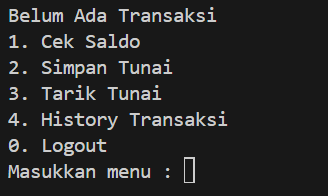 Belum Ada Transaksi
1. Cek Saldo
2. Simpan Tunai
3. Tarik Tunai
4. History Transaksi
0. Logout
Masukkan menu :